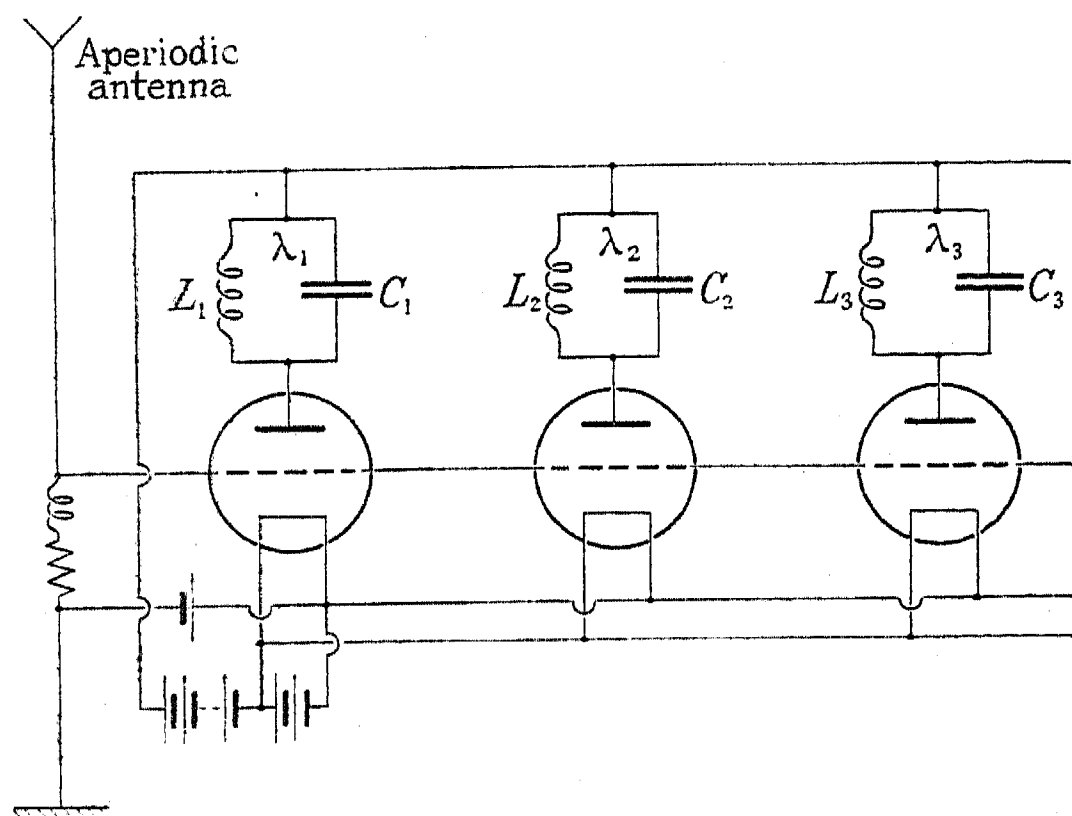 Aperiodic
antenna
λ₁
L₁
C₁
λ₂
L₂
C₂
λ₃
L₃
C₃